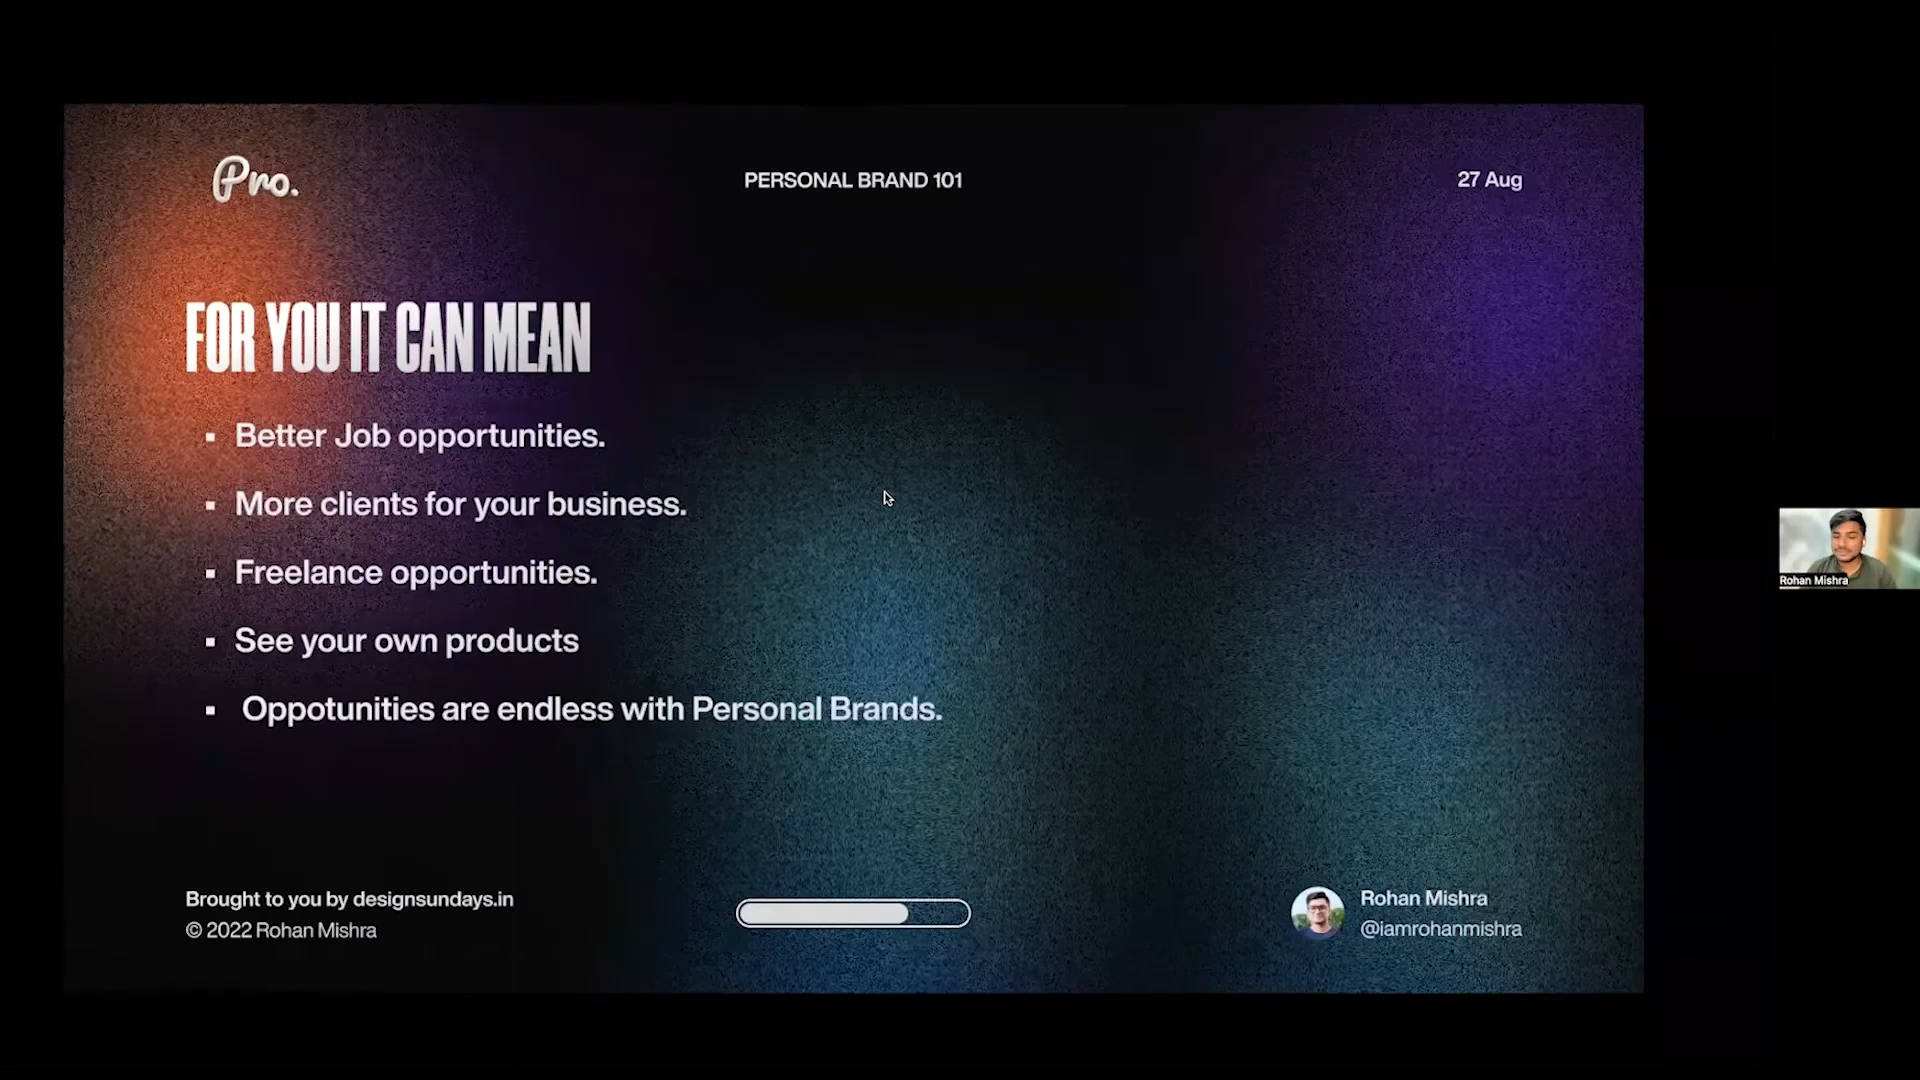 Pro.
PERSONAL BRAND 101
27 Aug
FOR YOU IT CAN MEAN
▪ Better Job opportunities.
▪ More clients for your business.
▪ Freelance opportunities.
▪ See your own products
▪ Oppotunities are endless with Personal Brands.
Rohan Mishra
Brought to you by designsundays.in
© 2022 Rohan Mishra
Rohan Mishra
@iamrohanmishra